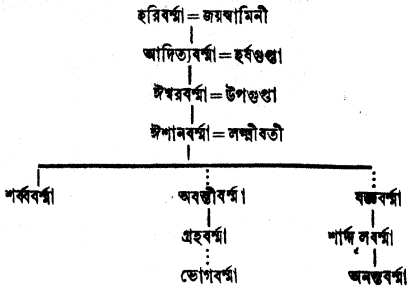 হরিবর্ম্মা = জয়স্বামিনী
আদিত্যবর্ম্মা = হর্ষগুপ্তা
ঈশ্বরবর্ম্মা = উপগুপ্তা
ঈশানবর্ম্মা = লক্ষ্মীবতী
শর্ব্ববর্ম্মা অবন্তীবর্ম্মা যজ্ঞবর্ম্মা
গ্রহবর্ম্মা শার্দ্দূলবর্ম্মা
ভোগবর্ম্মা অনন্তবর্ম্মা